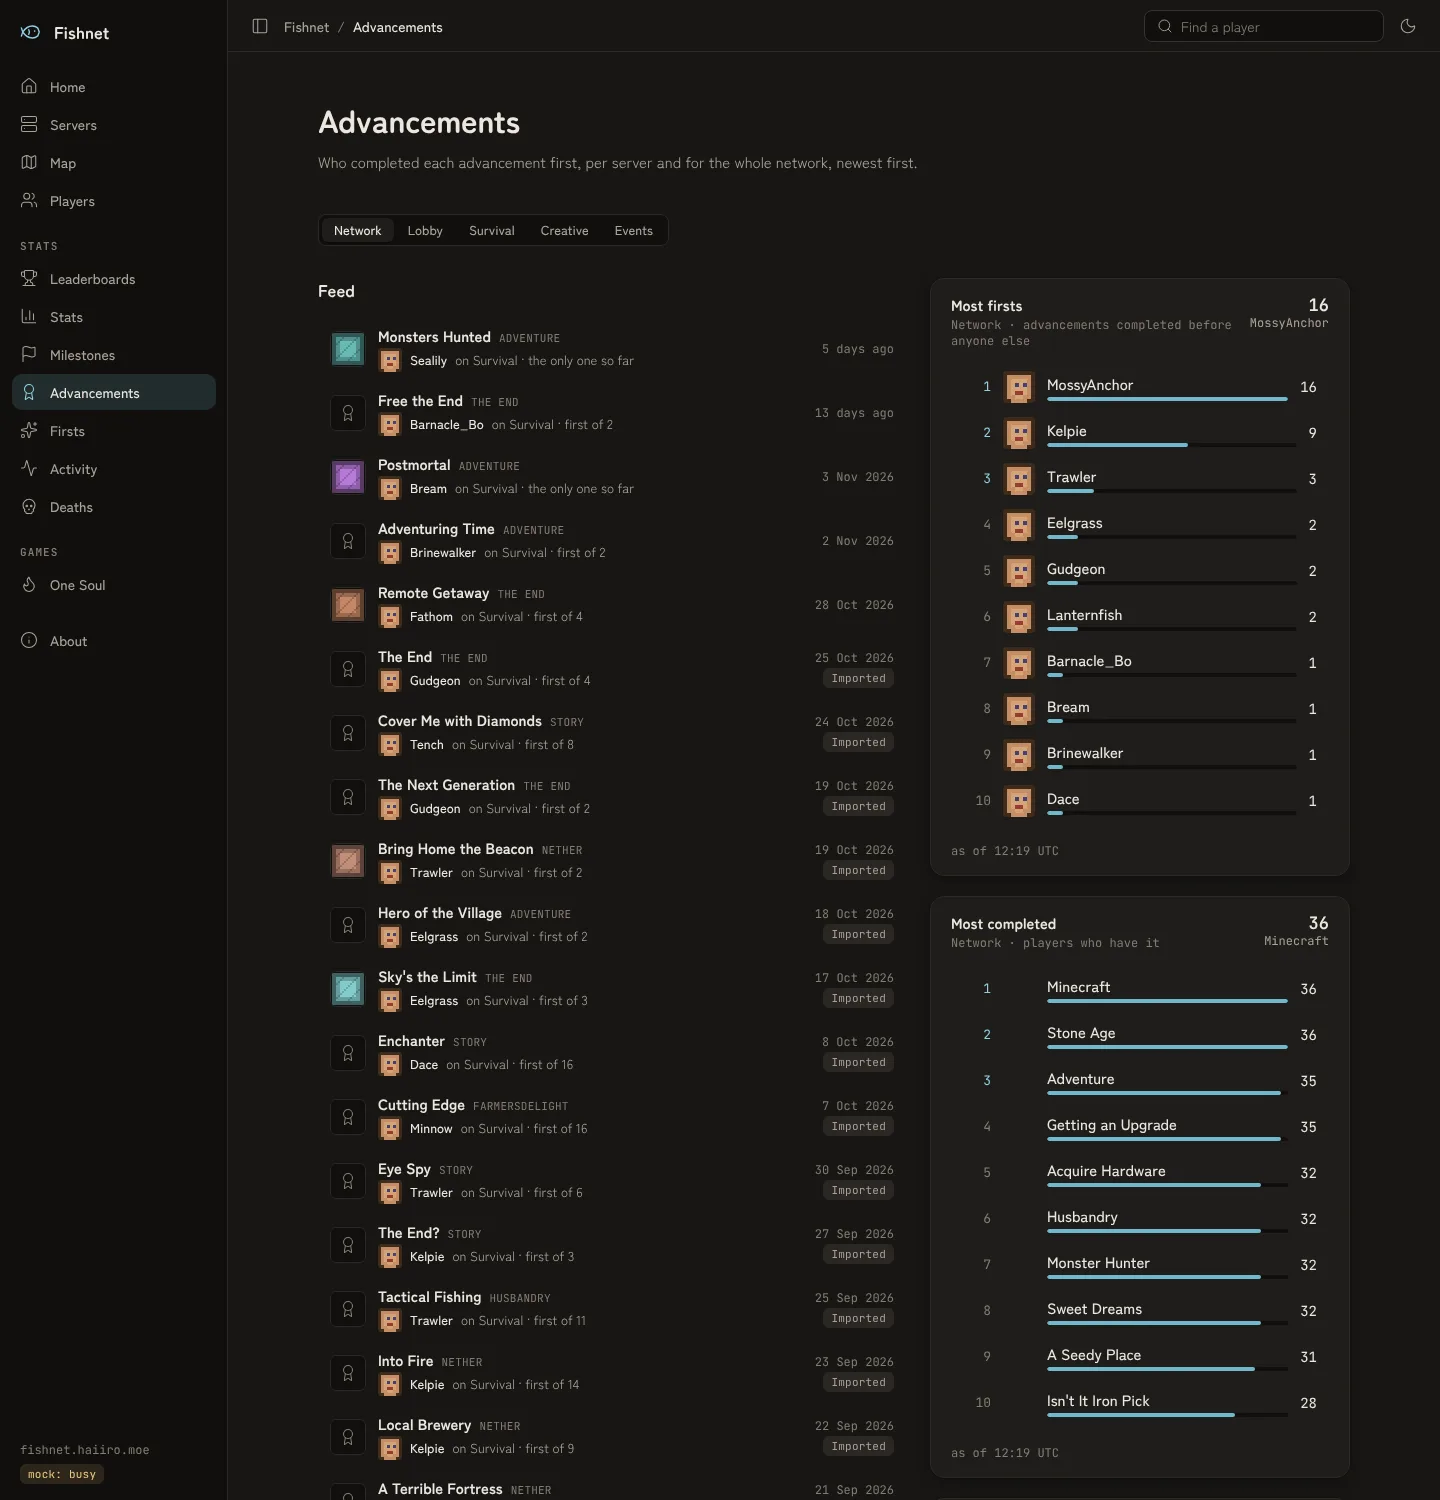 Fishnet
Home
Servers
Map
Players
STATS
Leaderboards
Stats
Milestones
Advancements
Firsts
Activity
Deaths
GAMES
One Soul
About
fishnet.haiiro.moe
mock: busy
Fishnet / Advancements
Find a player
Advancements
Who completed each advancement first, per server and for the whole network, newest first.
Network Lobby Survival Creative Events
Feed
Monsters Hunted ADVENTURE
Sealily on Survival · the only one so far
5 days ago
Free the End THE END
Barnacle_Bo on Survival · first of 2
13 days ago
Postmortal ADVENTURE
Bream on Survival · the only one so far
3 Nov 2026
Adventuring Time ADVENTURE
Brinewalker on Survival · first of 2
2 Nov 2026
Remote Getaway THE END
Fathom on Survival · first of 4
28 Oct 2026
The End THE END
Gudgeon on Survival · first of 4
25 Oct 2026
Imported
Cover Me with Diamonds STORY
Tench on Survival · first of 8
24 Oct 2026
Imported
The Next Generation THE END
Gudgeon on Survival · first of 2
19 Oct 2026
Imported
Bring Home the Beacon NETHER
Trawler on Survival · first of 2
19 Oct 2026
Imported
Hero of the Village ADVENTURE
Eelgrass on Survival · first of 2
18 Oct 2026
Imported
Sky's the Limit THE END
Eelgrass on Survival · first of 3
17 Oct 2026
Imported
Enchanter STORY
Dace on Survival · first of 16
8 Oct 2026
Imported
Cutting Edge FARMERSDELIGHT
Minnow on Survival · first of 16
7 Oct 2026
Imported
Eye Spy STORY
Trawler on Survival · first of 6
30 Sep 2026
Imported
The End? STORY
Kelpie on Survival · first of 3
27 Sep 2026
Imported
Tactical Fishing HUSBANDRY
Trawler on Survival · first of 11
25 Sep 2026
Imported
Into Fire NETHER
Kelpie on Survival · first of 14
23 Sep 2026
Imported
Local Brewery NETHER
Kelpie on Survival · first of 9
22 Sep 2026
Imported
A Terrible Fortress NETHER
21 Sep 2026
Most firsts
Network · advancements completed before
anyone else
16
MossyAnchor
1 MossyAnchor 16
2 Kelpie 9
3 Trawler 3
4 Eelgrass 2
5 Gudgeon 2
6 Lanternfish 2
7 Barnacle_Bo 1
8 Bream 1
9 Brinewalker 1
10 Dace 1
as of 12:19 UTC
Most completed
Network · players who have it
36
Minecraft
1 Minecraft 36
2 Stone Age 36
3 Adventure 35
4 Getting an Upgrade 35
5 Acquire Hardware 32
6 Husbandry 32
7 Monster Hunter 32
8 Sweet Dreams 32
9 A Seedy Place 31
10 Isn't It Iron Pick 28
as of 12:19 UTC